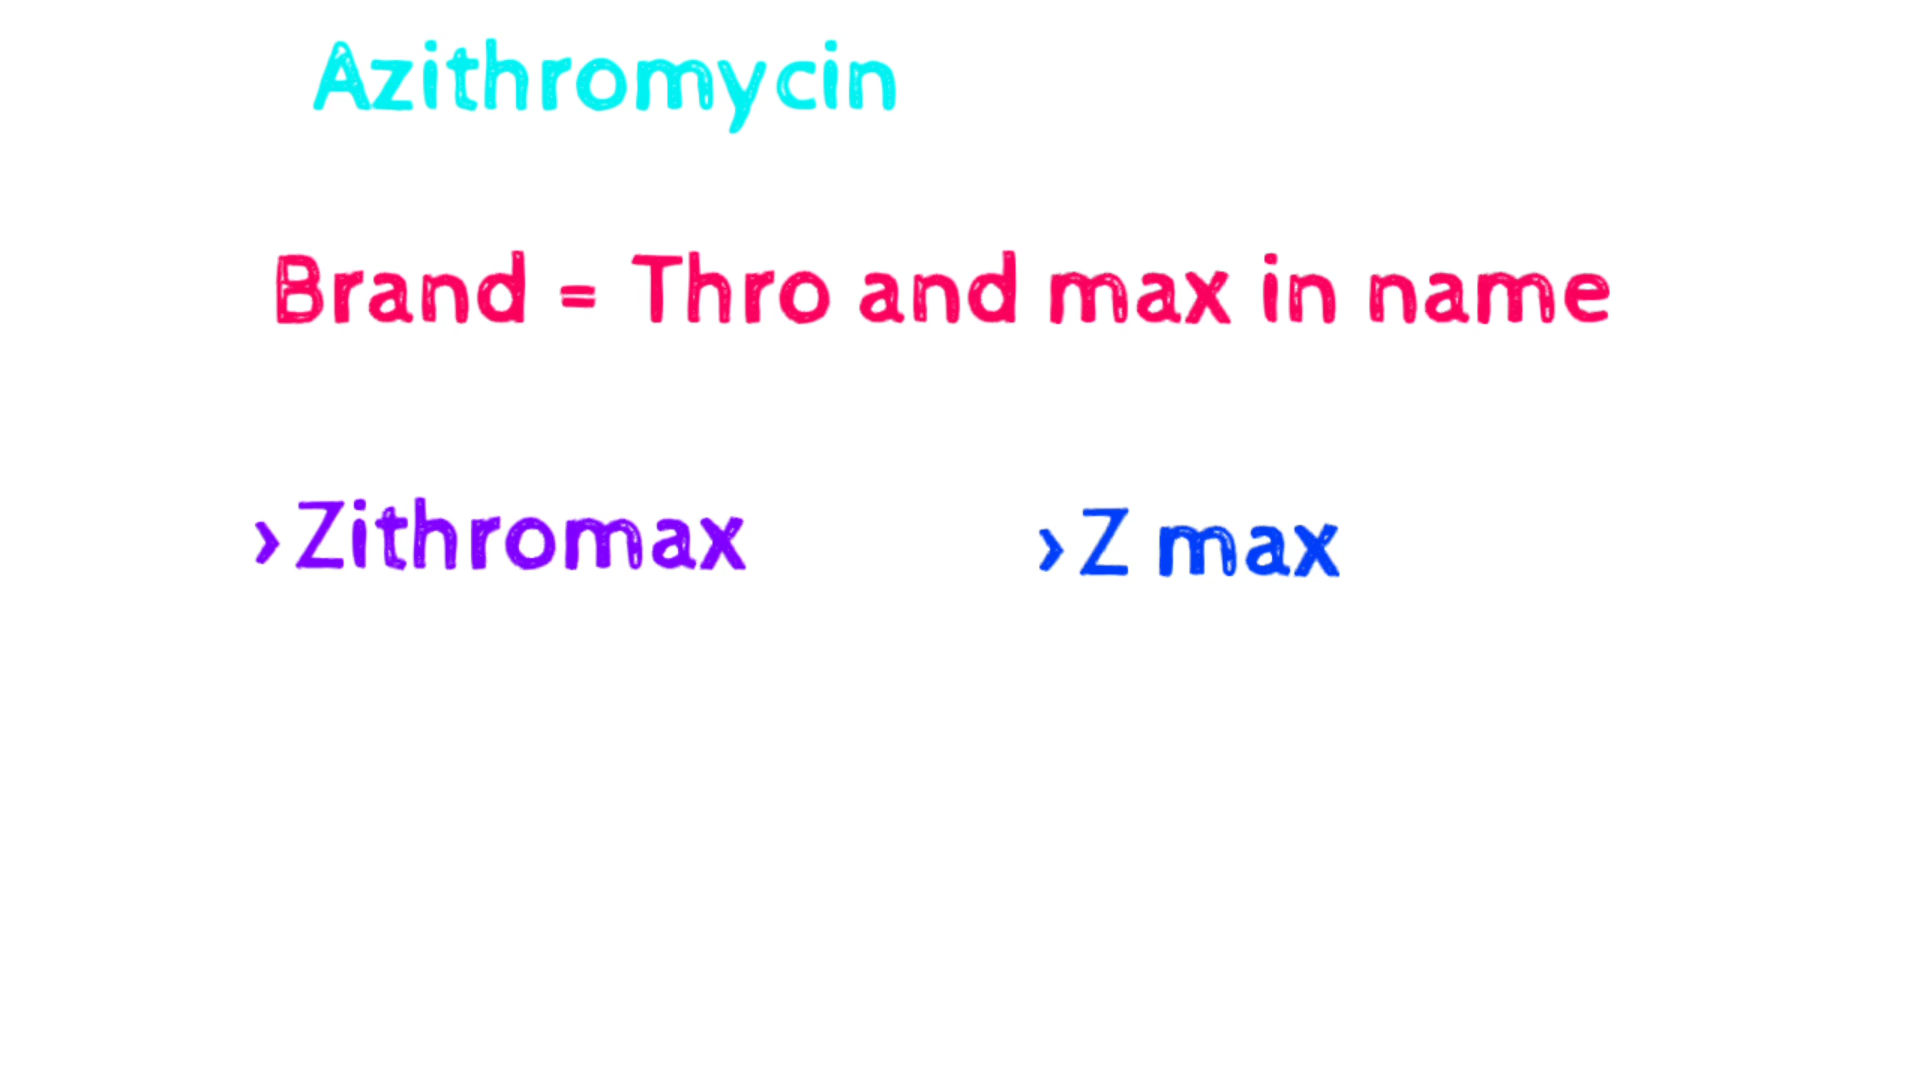 Azithromycin
Brand = Thro and max in name
›Zithromax
›Z max